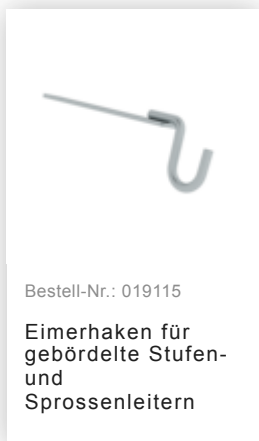 Bestell-Nr.: 019115
Eimerhaken für
gebördelte Stufen-
und
Sprossenleitern